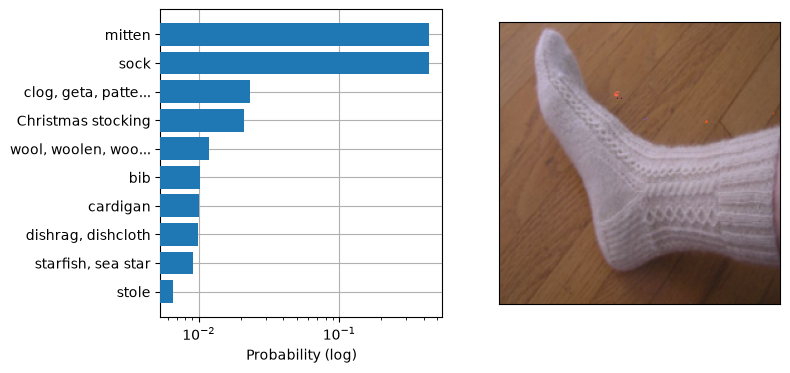 mitten
sock
clog, geta, patte...
Christmas stocking
wool, woolen, woo...
bib
cardigan
dishrag, dishcloth
starfish, sea star
stole
10⁻² 10⁻¹
Probability (log)